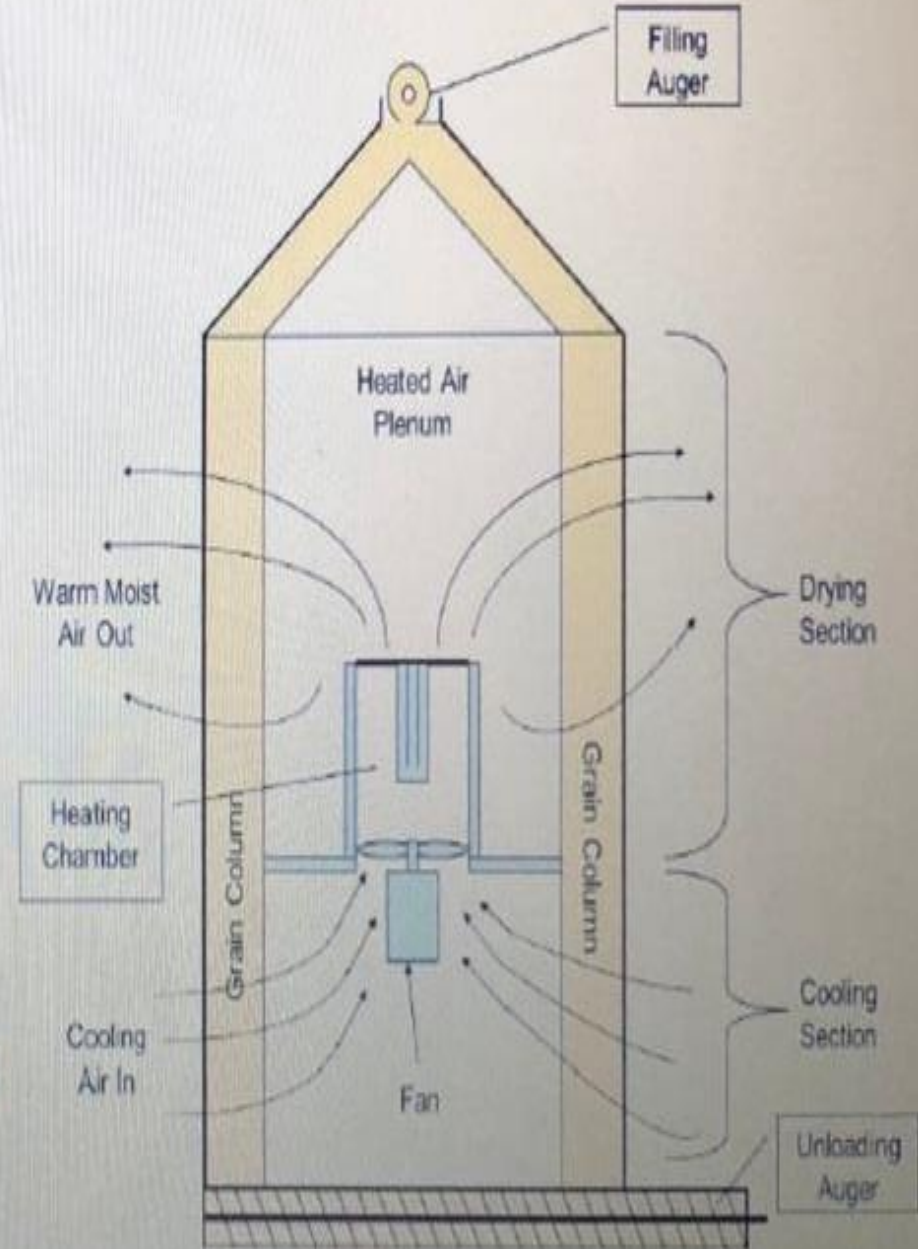 Filling
Auger
Heated Air
Plenum
Warm Moist
Air Out
Drying
Section
Heating
Chamber
Grain Column
Grain Column
Cooling
Air In
Fan
Cooling
Section
Unloading
Auger